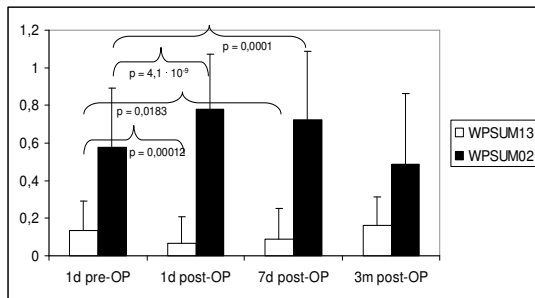 1,2
1
0,8
0,6
0,4
0,2
0
p = 0,0001
p = 4,1 · 10⁻⁹
p = 0,0183
p = 0,00012
1d pre-OP 1d post-OP 7d post-OP 3m post-OP
WPSUM13
WPSUM02